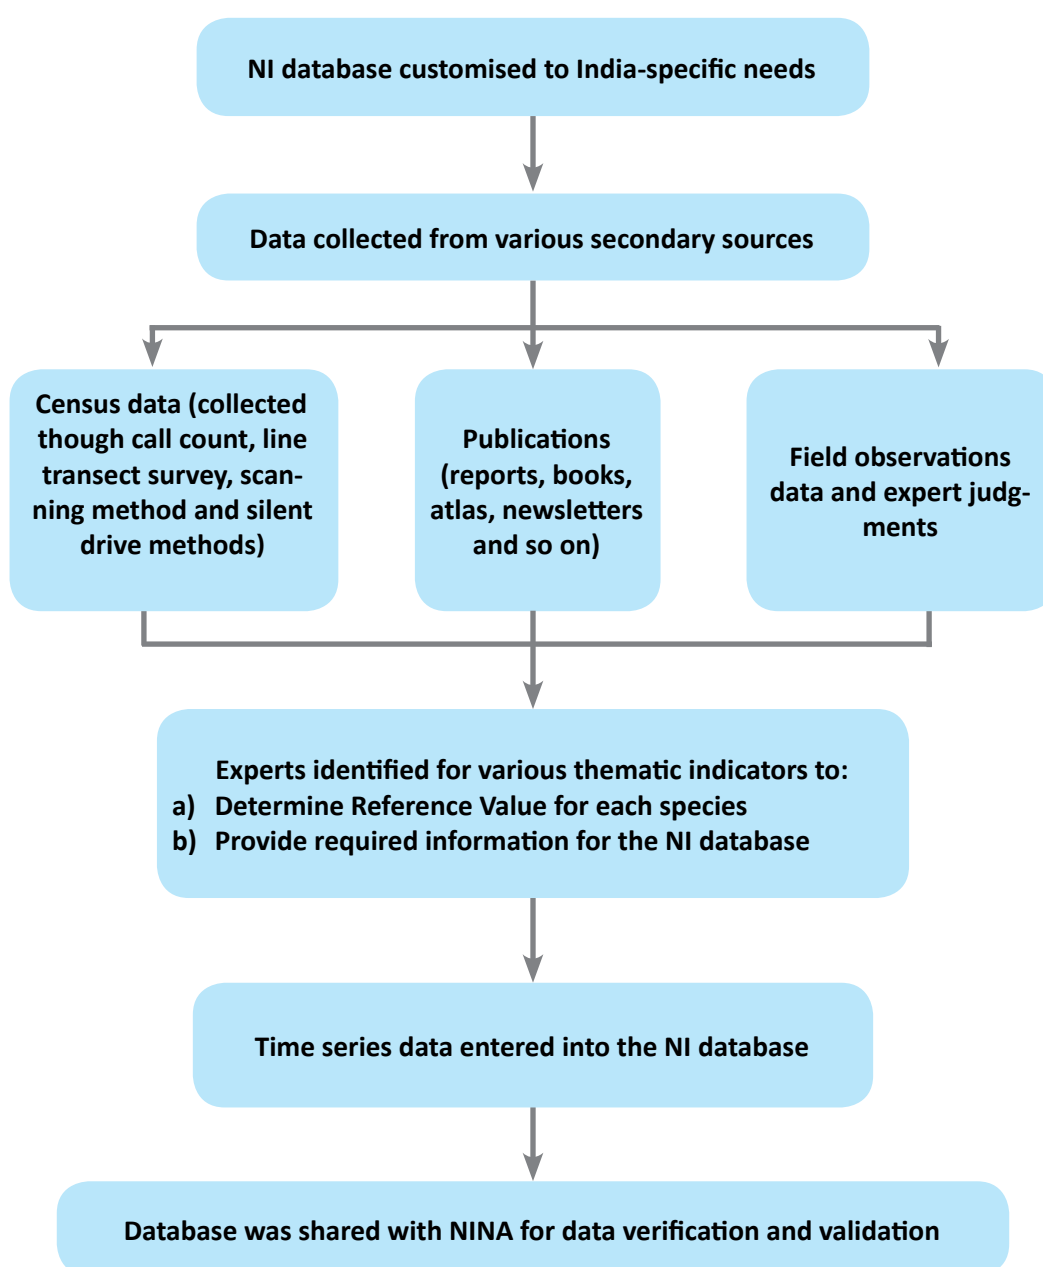 NI database customised to India-specific needs
Data collected from various secondary sources
Census data (collected
though call count, line
transect survey, scan-
ning method and silent
drive methods)
Publications
(reports, books,
atlas, newsletters
and so on)
Field observations
data and expert judg-
ments
Experts identified for various thematic indicators to:
a) Determine Reference Value for each species
b) Provide required information for the NI database
Time series data entered into the NI database
Database was shared with NINA for data verification and validation